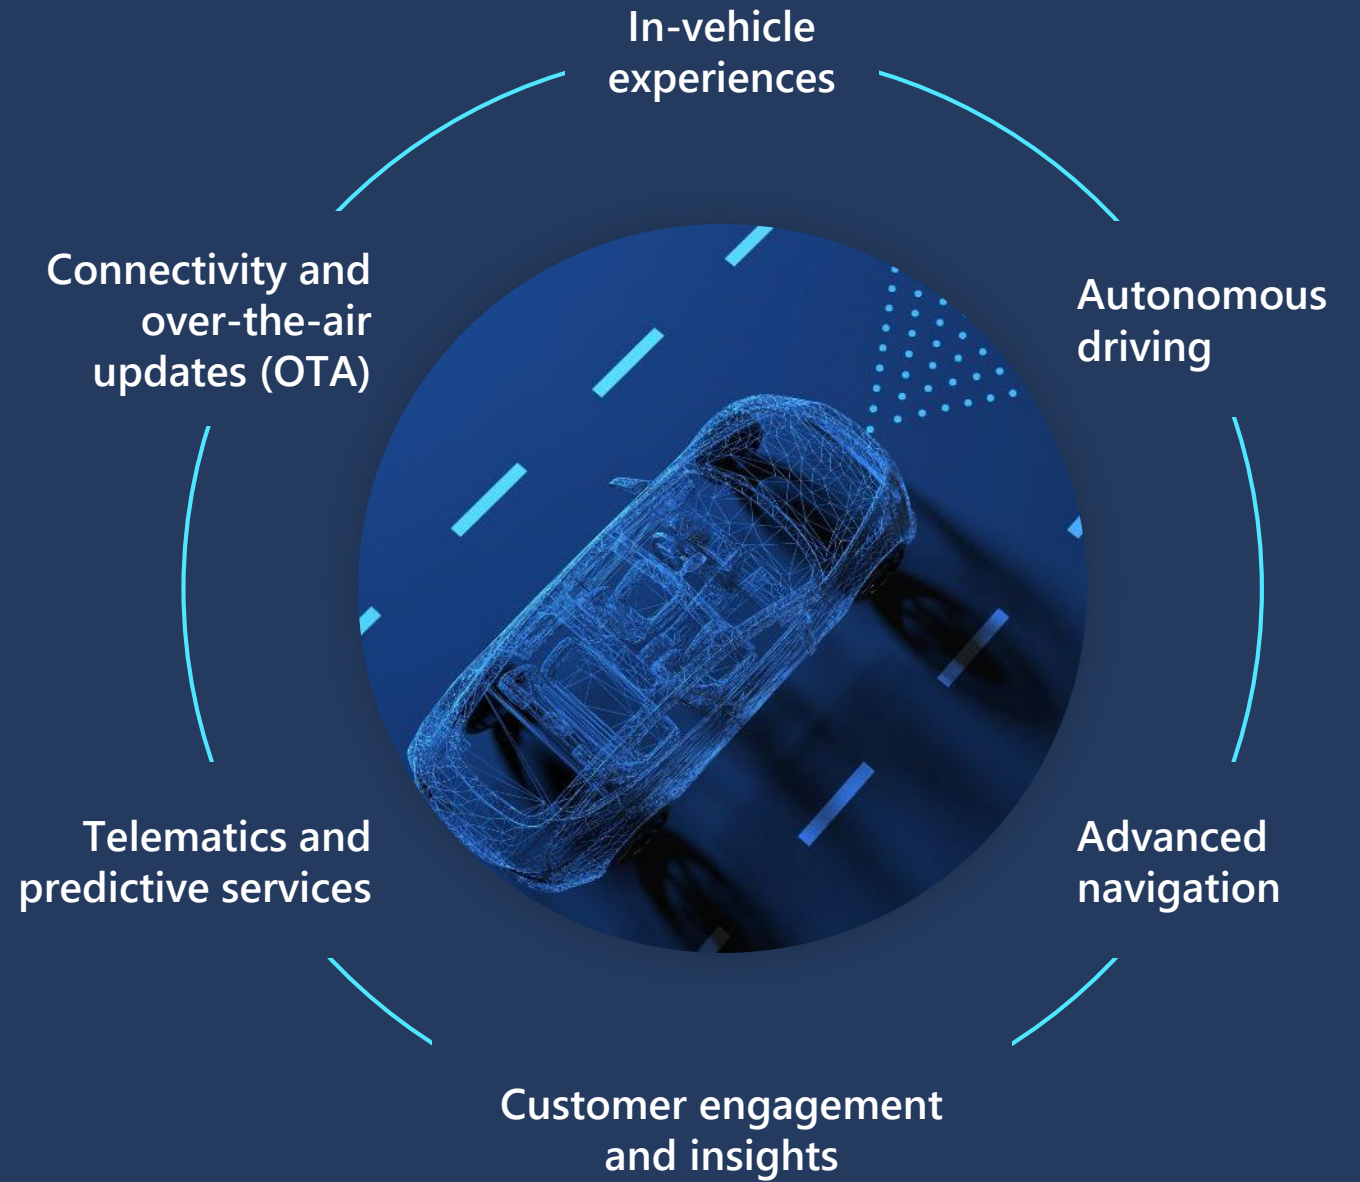 In-vehicle
experiences
Autonomous
driving
Advanced
navigation
Customer engagement
and insights
Telematics and
predictive services
Connectivity and
over-the-air
updates (OTA)